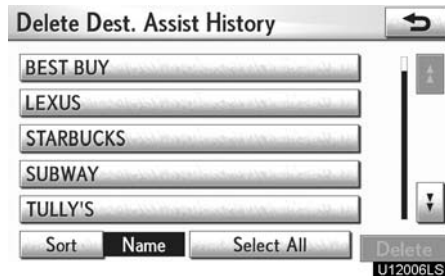 Delete Dest. Assist History
BEST BUY
LEXUS
STARBUCKS
SUBWAY
TULLY'S
Sort Name Select All Delete
U12006LS